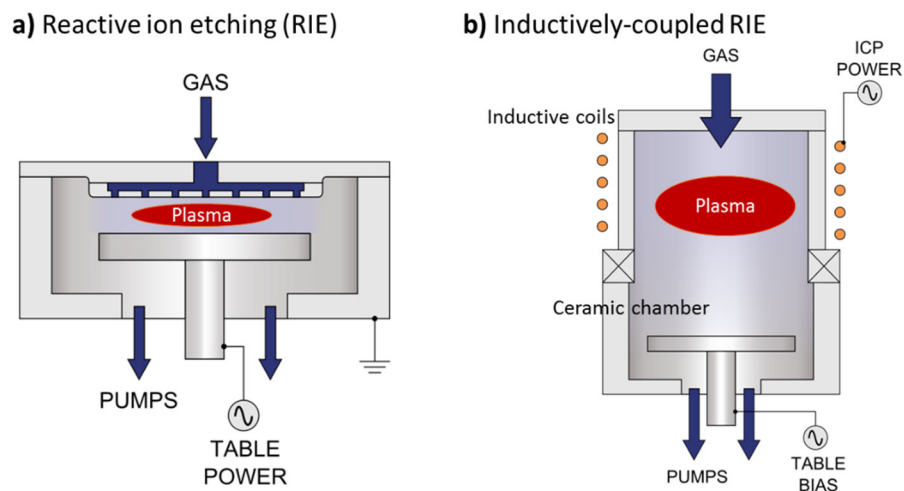 a) Reactive ion etching (RIE)
GAS
Plasma
PUMPS
TABLE
POWER
b) Inductively-coupled RIE
GAS
ICP
POWER
Inductive coils
Plasma
Ceramic chamber
PUMPS
TABLE
BIAS